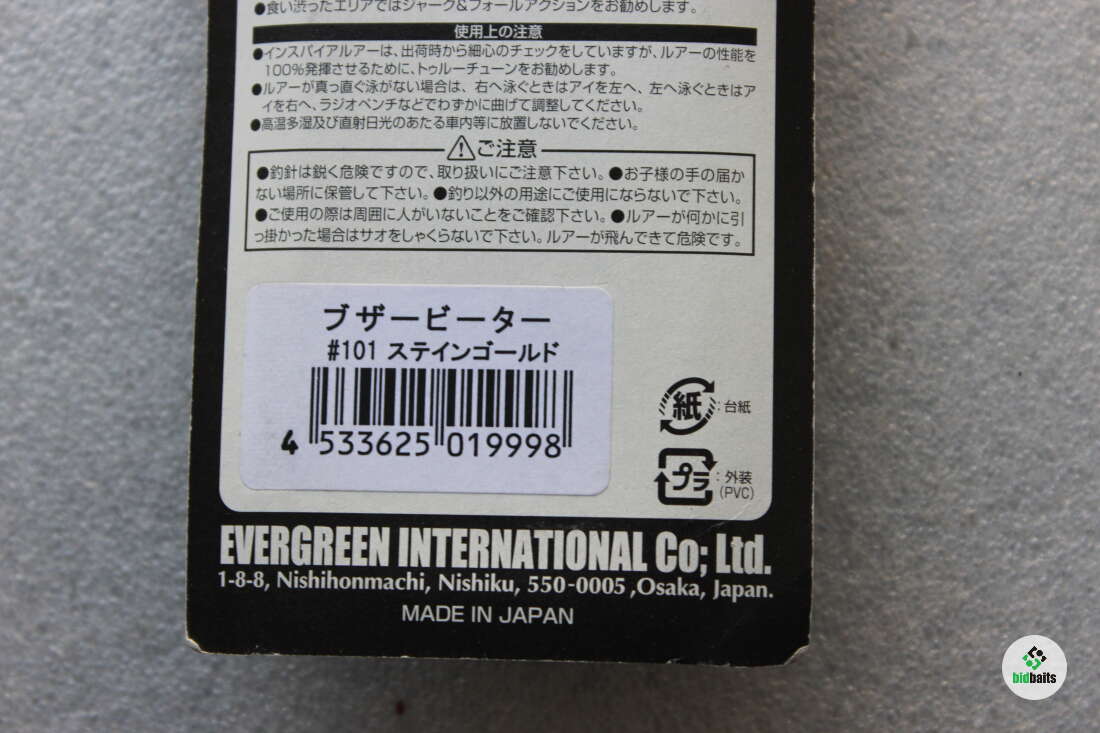 ●食い渋ったエリアではジャーク&フォールアクションをお勧めします。
使用上の注意
●インスパイアルアーは、出荷時から細心のチェックをしていますが、ルアーの性能を
100%発揮させるために、トゥルーチューンをお勧めします。
●ルアーが真っ直ぐ泳がない場合は、右へ泳ぐときはアイを左へ、左へ泳ぐときはア
イを右へ、ラジオペンチなどでわずかに曲げて調整してください。
●高温多湿及び直射日光のあたる車内等に放置しないでください。
⚠ご注意
●釣針は鋭く危険ですので、取り扱いにご注意下さい。●お子様の手の届か
ない場所に保管して下さい。●釣り以外の用途にご使用にならないで下さい。
●ご使用の際は周囲に人がいないことをご確認下さい。●ルアーが何かに引
っ掛かった場合はサオをしゃくらないで下さい。ルアーが飛んできて危険です。
ブザービーター
#101 ステインゴールド
4 533625 019998
紙 : 台紙
プラ : 外装
(PVC)
EVERGREEN INTERNATIONAL Co; Ltd.
1-8-8, Nishihonmachi, Nishiku, 550-0005 ,Osaka, Japan.
MADE IN JAPAN
bidbaits